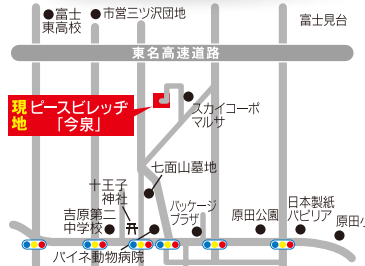 富士
東高校
市営三ツ沢団地
富士見台
東名高速道路
現地
ピースビレッヂ
「今泉」
スカイコーポ
マルサ
七面山墓地
十王子
神社
吉原第二
中学校
パッケージ
プラザ
原田公園
日本製紙
パピリア
原田
パイネ動物病院